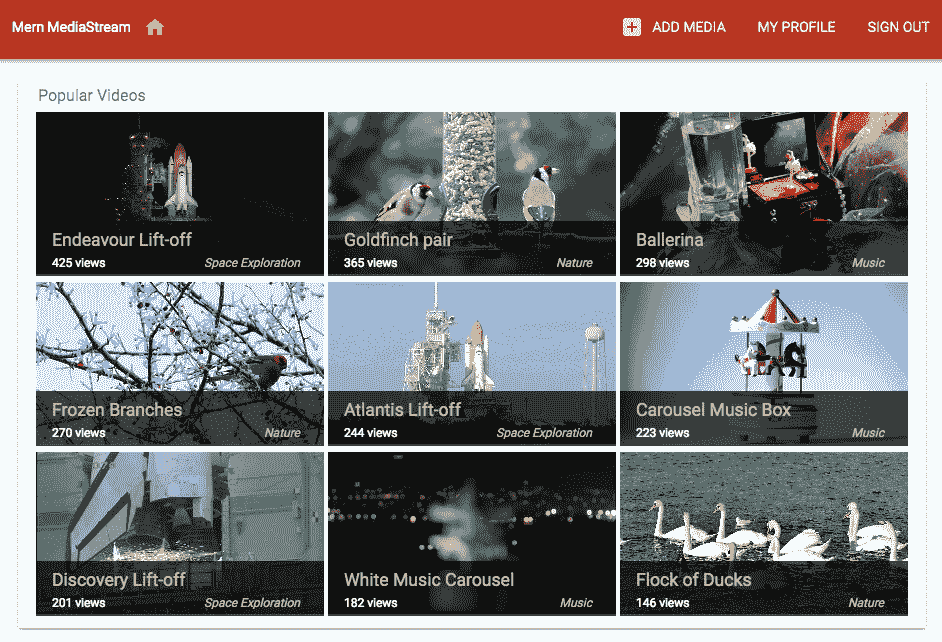 Mern MediaStream ADD MEDIA MY PROFILE SIGN OUT
Popular Videos
Endeavour Lift-off
425 views Space Exploration
Goldfinch pair
365 views Nature
Ballerina
298 views Music
Frozen Branches
270 views Nature
Atlantis Lift-off
244 views Space Exploration
Carousel Music Box
223 views Music
Discovery Lift-off
201 views Space Exploration
White Music Carousel
182 views Music
Flock of Ducks
146 views Nature